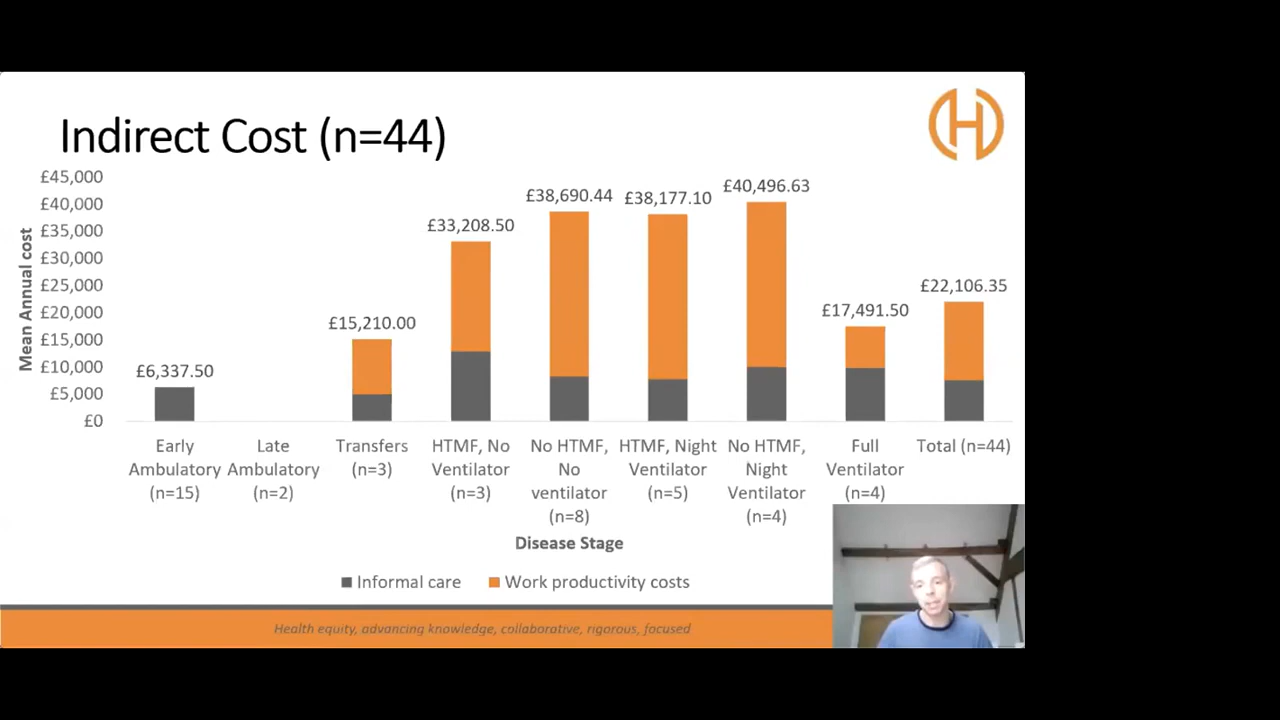 Indirect Cost (n=44)
£45,000
£40,000
£35,000
£30,000
£25,000
£20,000
£15,000
£10,000
£5,000
£0
Mean Annual cost
£6,337.50
£15,210.00
£33,208.50
£38,690.44
£38,177.10
£40,496.63
£17,491.50
£22,106.35
Early
Ambulatory
(n=15)
Late
Ambulatory
(n=2)
Transfers
(n=3)
HTMF, No
Ventilator
(n=3)
No HTMF,
No
ventilator
(n=8)
HTMF, Night
Ventilator
(n=5)
No HTMF,
Night
Ventilator
(n=4)
Full
Ventilator
(n=4)
Total (n=44)
Disease Stage
Informal care
Work productivity costs
Health equity, advancing knowledge, collaborative, rigorous, focused